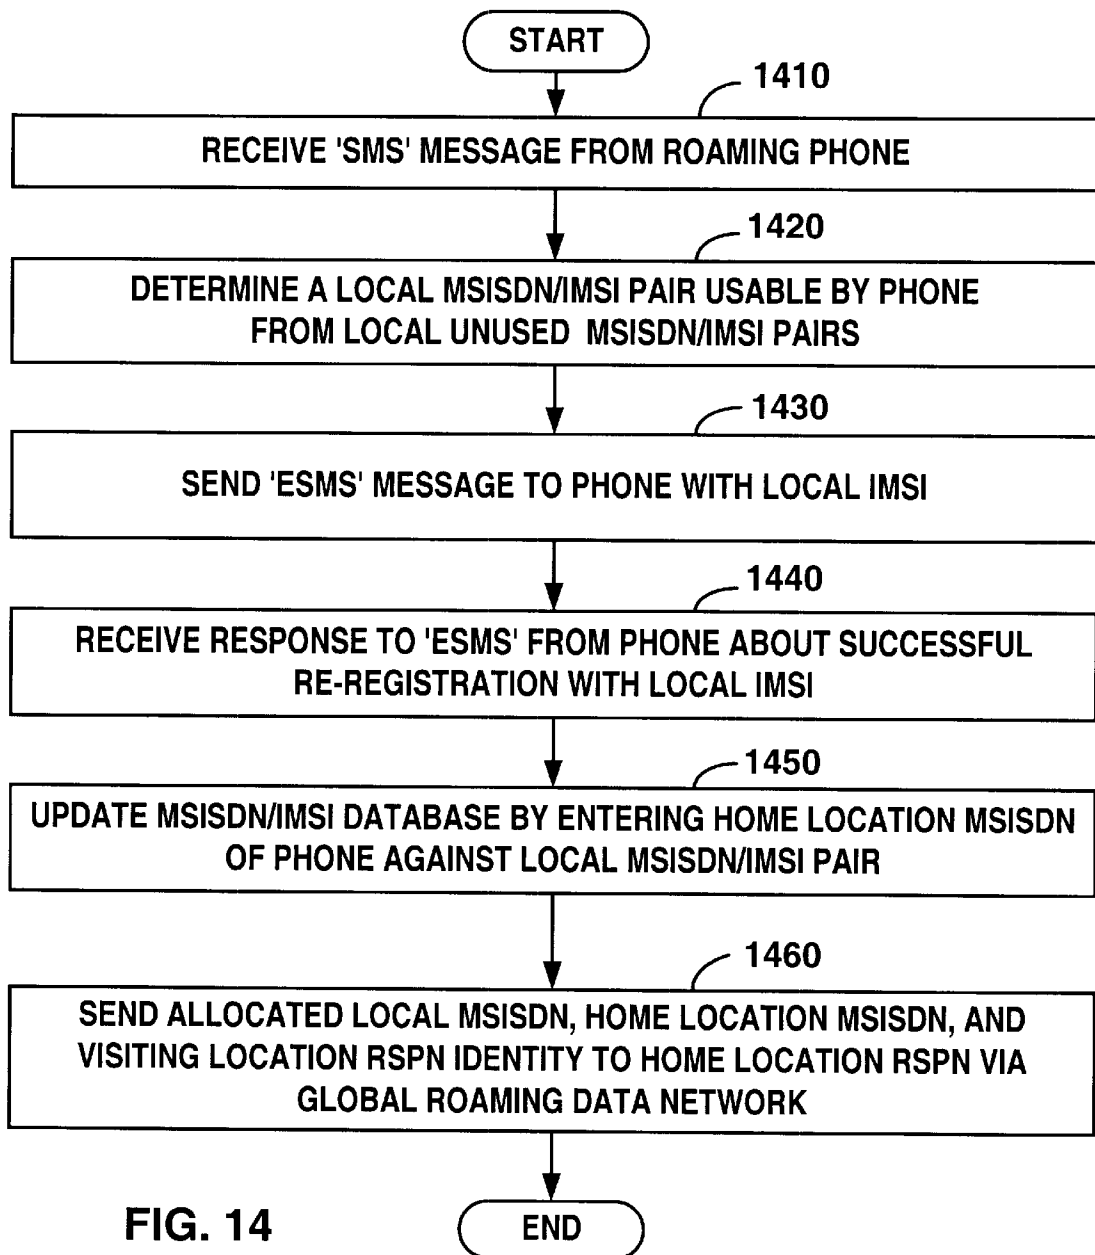 START
1410
RECEIVE 'SMS' MESSAGE FROM ROAMING PHONE
1420
DETERMINE A LOCAL MSISDN/IMSI PAIR USABLE BY PHONE
FROM LOCAL UNUSED MSISDN/IMSI PAIRS
1430
SEND 'ESMS' MESSAGE TO PHONE WITH LOCAL IMSI
1440
RECEIVE RESPONSE TO 'ESMS' FROM PHONE ABOUT SUCCESSFUL
RE-REGISTRATION WITH LOCAL IMSI
1450
UPDATE MSISDN/IMSI DATABASE BY ENTERING HOME LOCATION MSISDN
OF PHONE AGAINST LOCAL MSISDN/IMSI PAIR
1460
SEND ALLOCATED LOCAL MSISDN, HOME LOCATION MSISDN, AND
VISITING LOCATION RSPN IDENTITY TO HOME LOCATION RSPN VIA
GLOBAL ROAMING DATA NETWORK
FIG. 14
END